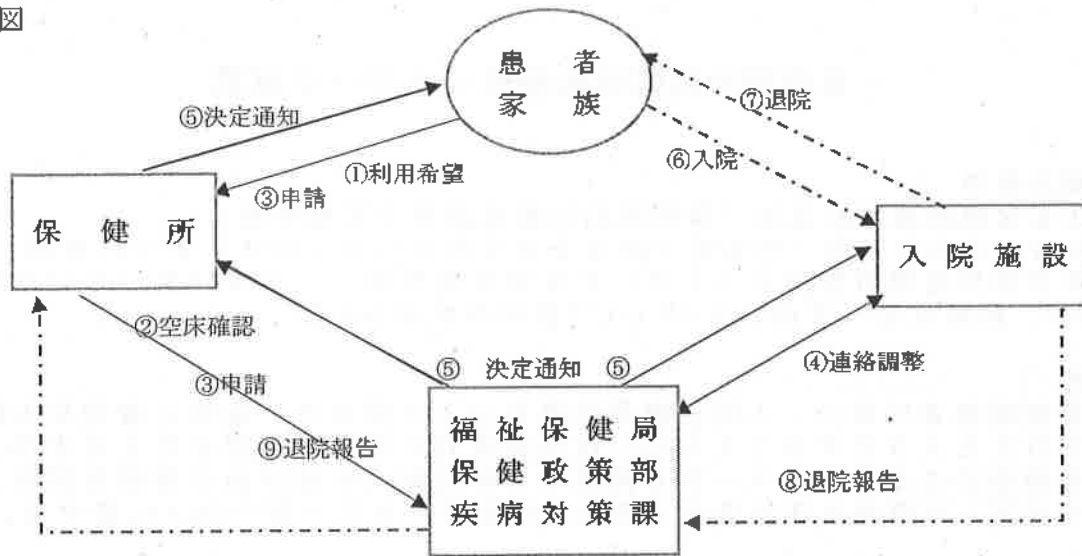 図
患者
家族
⑦退院
⑤決定通知
⑥入院
①利用希望
③申請
保健所
入院施設
②空床確認
⑤ 決定通知 ⑤
④連絡調整
③申請
福祉保健局
保健政策部
疾病対策課
⑨退院報告
⑧退院報告